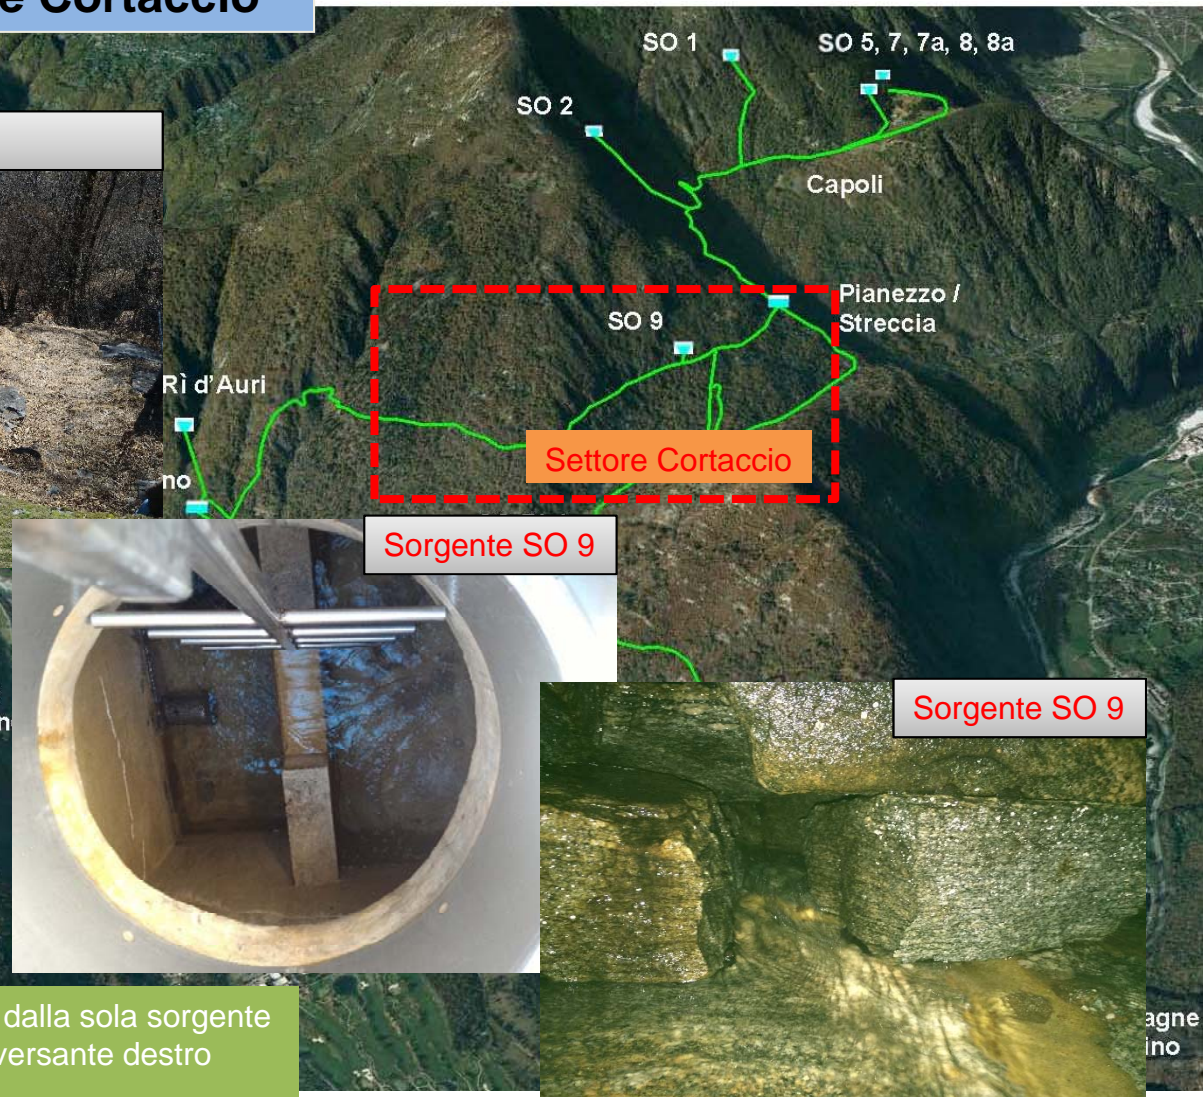 e Cortaccio
SO 1
SO 5, 7, 7a, 8, 8a
SO 2
Capoli
Pianezzo /
Streccia
SO 9
Rì d'Auri
Settore Cortaccio
no
Sorgente SO 9
Sorgente SO 9
dalla sola sorgente
versante destro
agne
ino